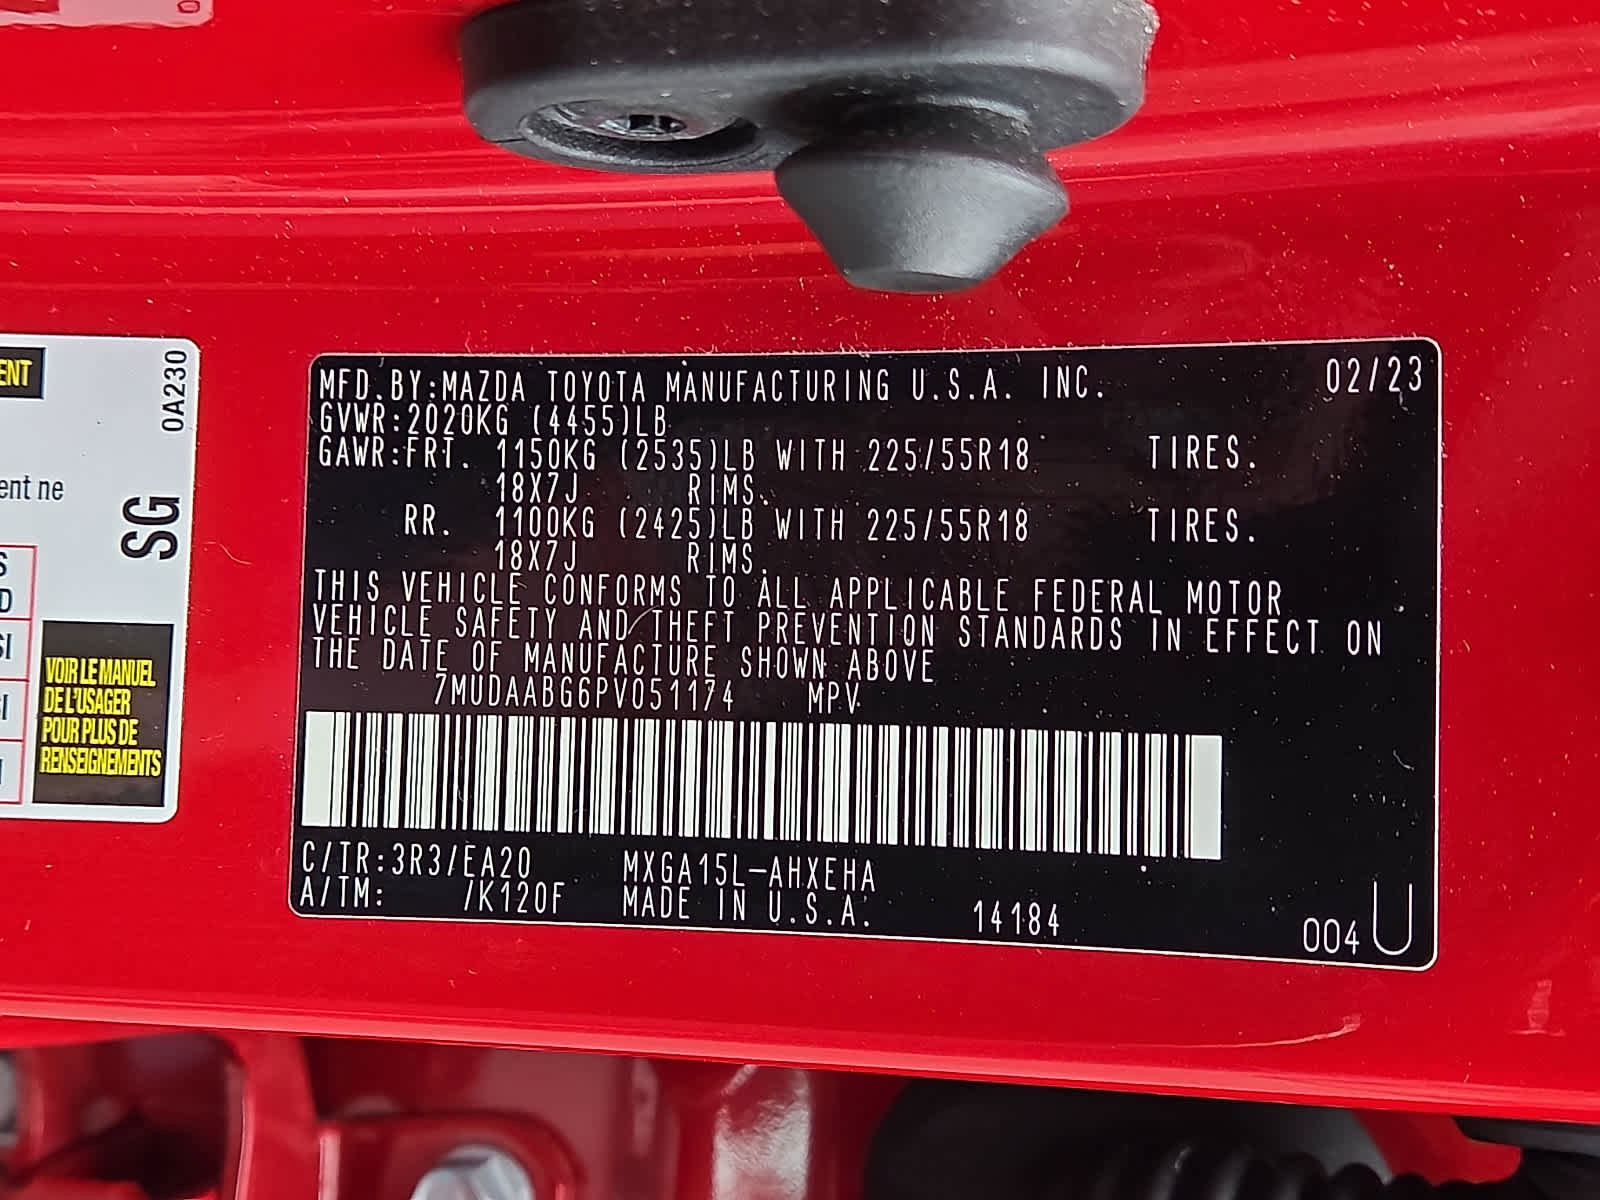 MFD.BY:MAZDA TOYOTA MANUFACTURING U.S.A. INC. 02/23
GVWR:2020KG (4455)LB
GAWR:FRT. 1150KG (2535)LB WITH 225/55R18 TIRES.
18X7J RIMS.
RR. 1100KG (2425)LB WITH 225/55R18 TIRES.
18X7J RIMS.
THIS VEHICLE CONFORMS TO ALL APPLICABLE FEDERAL MOTOR
VEHICLE SAFETY AND THEFT PREVENTION STANDARDS IN EFFECT ON
THE DATE OF MANUFACTURE SHOWN ABOVE
7MUDAABG6PV051174 MPV
C/TR:3R3/EA20 MXGA15L-AHXEHA
A/TM: /K120F MADE IN U.S.A. 14184 004 U
0A230
SG
ent ne
VOIR LE MANUEL
DE L'USAGER
POUR PLUS DE
RENSEIGNEMENTS